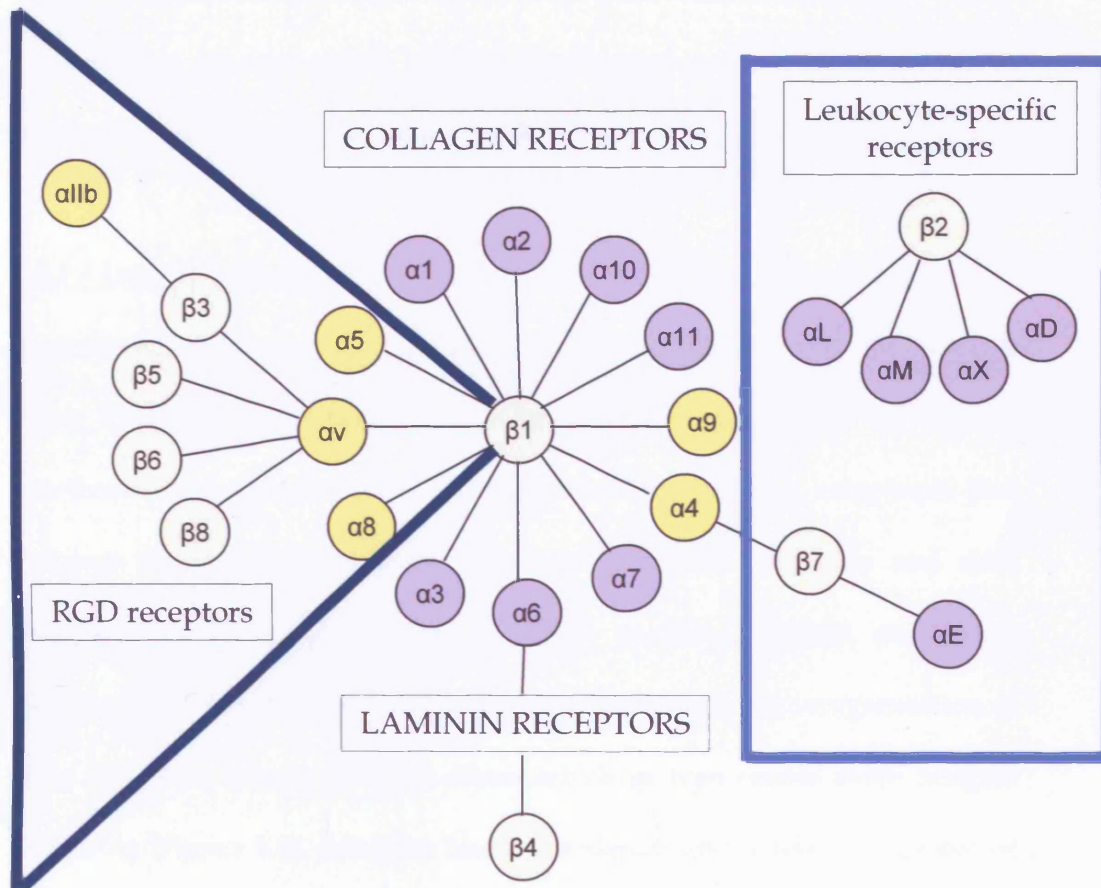 COLLAGEN RECEPTORS
Leukocyte-specific
receptors
αIIb
β3
β5
β6
β8
αv
α5
α8
α1
α2
α10
α11
β1
α9
α4
α3
α6
α7
RGD receptors
LAMININ RECEPTORS
β4
β2
αL
αM
αX
αD
β7
αE